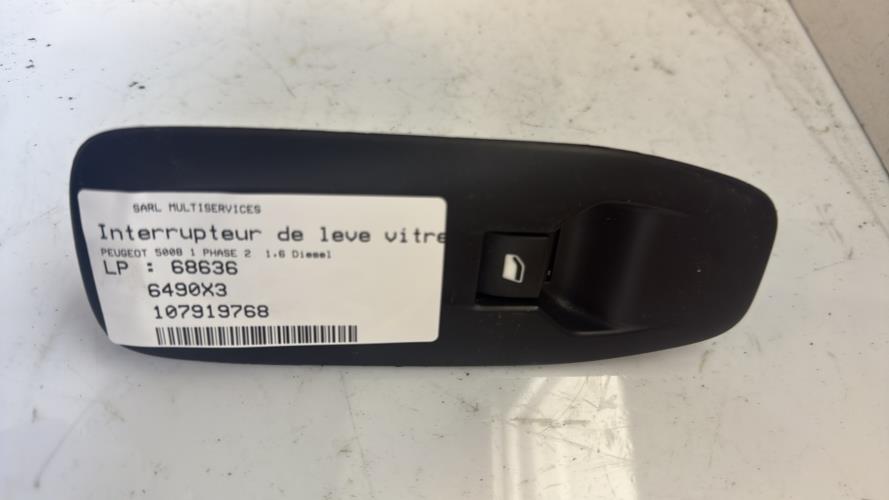 SARL MULTISERVICES
Interrupteur de leve vitre
PEUGEOT 5008 1 PHASE 2 1.6 Diesel
LP : 68636
6490X3
107919768